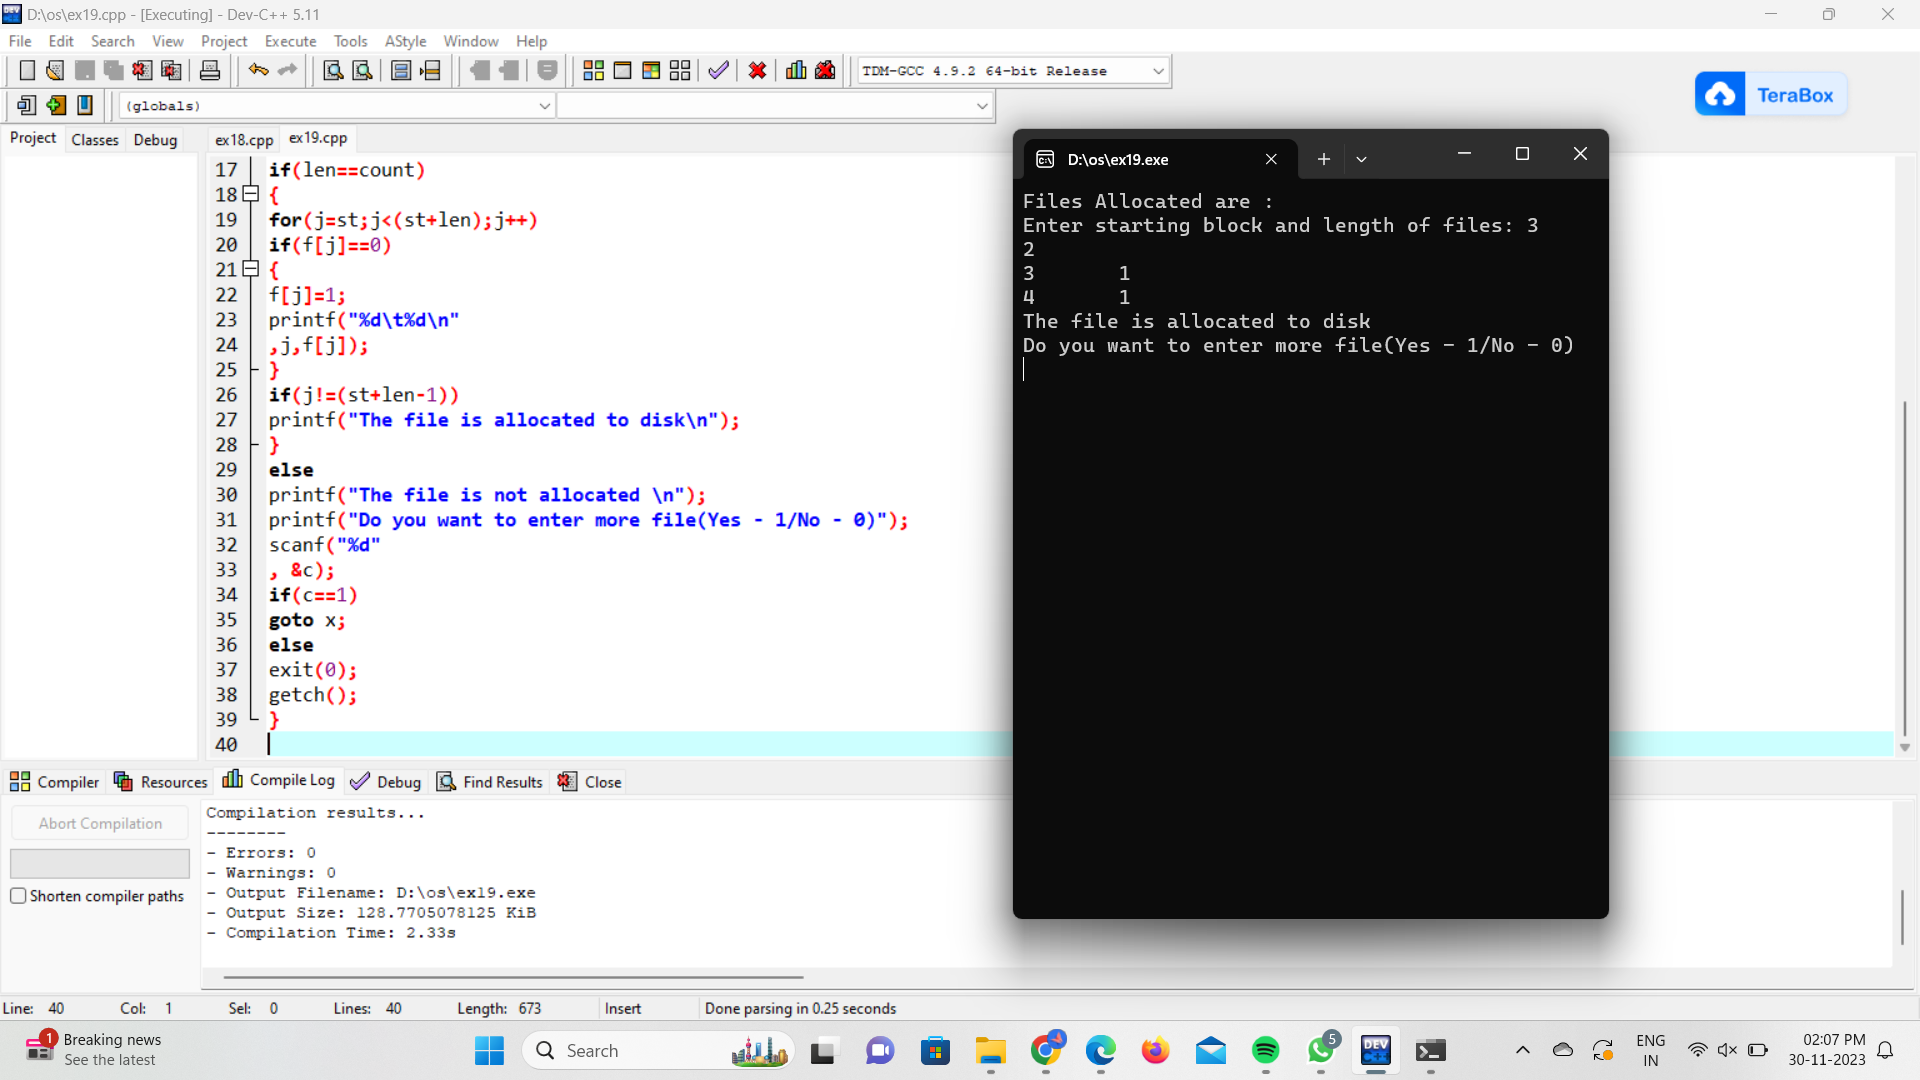 D:\os\ex19.cpp - [Executing] - Dev-C++ 5.11
File Edit Search View Project Execute Tools AStyle Window Help
TDM-GCC 4.9.2 64-bit Release
TeraBox
(globals)
Project Classes Debug
ex18.cpp ex19.cpp
17 if(len==count)
18 {
19 for(j=st;j<(st+len);j++)
20 if(f[j]==0)
21 {
22 f[j]=1;
23 printf("%d\t%d\n"
24 ,j,f[j]);
25 }
26 if(j!=(st+len-1))
27 printf("The file is allocated to disk\n");
28 }
29 else
30 printf("The file is not allocated \n");
31 printf("Do you want to enter more file(Yes - 1/No - 0)");
32 scanf("%d"
33 , &c);
34 if(c==1)
35 goto x;
36 else
37 exit(0);
38 getch();
39 }
40
D:\os\ex19.exe
Files Allocated are :
Enter starting block and length of files: 3
2
3 1
4 1
The file is allocated to disk
Do you want to enter more file(Yes - 1/No - 0)
Compiler Resources Compile Log Debug Find Results Close
Abort Compilation
Shorten compiler paths
Compilation results...
--------
- Errors: 0
- Warnings: 0
- Output Filename: D:\os\ex19.exe
- Output Size: 128.7705078125 KiB
- Compilation Time: 2.33s
Line: 40 Col: 1 Sel: 0 Lines: 40 Length: 673 Insert Done parsing in 0.25 seconds
1
Breaking news
See the latest
Search
5
DEV
C++
ENG
IN
02:07 PM
30-11-2023